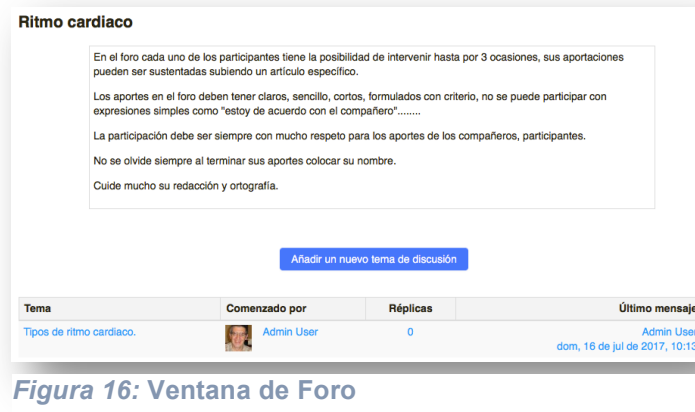 Ritmo cardiaco
En el foro cada uno de los participantes tiene la posibilidad de intervenir hasta por 3 ocasiones, sus aportaciones
pueden ser sustentadas subiendo un artículo específico.
Los aportes en el foro deben tener claros, sencillo, cortos, formulados con criterio, no se puede participar con
expresiones simples como "estoy de acuerdo con el compañero"........
La participación debe ser siempre con mucho respeto para los aportes de los compañeros, participantes.
No se olvide siempre al terminar sus aportes colocar su nombre.
Cuide mucho su redacción y ortografía.
Añadir un nuevo tema de discusión
Tema Comenzado por Réplicas Último mensaje
Tipos de ritmo cardiaco. Admin User 0 Admin User
dom, 16 de jul de 2017, 10:13
Figura 16: Ventana de Foro